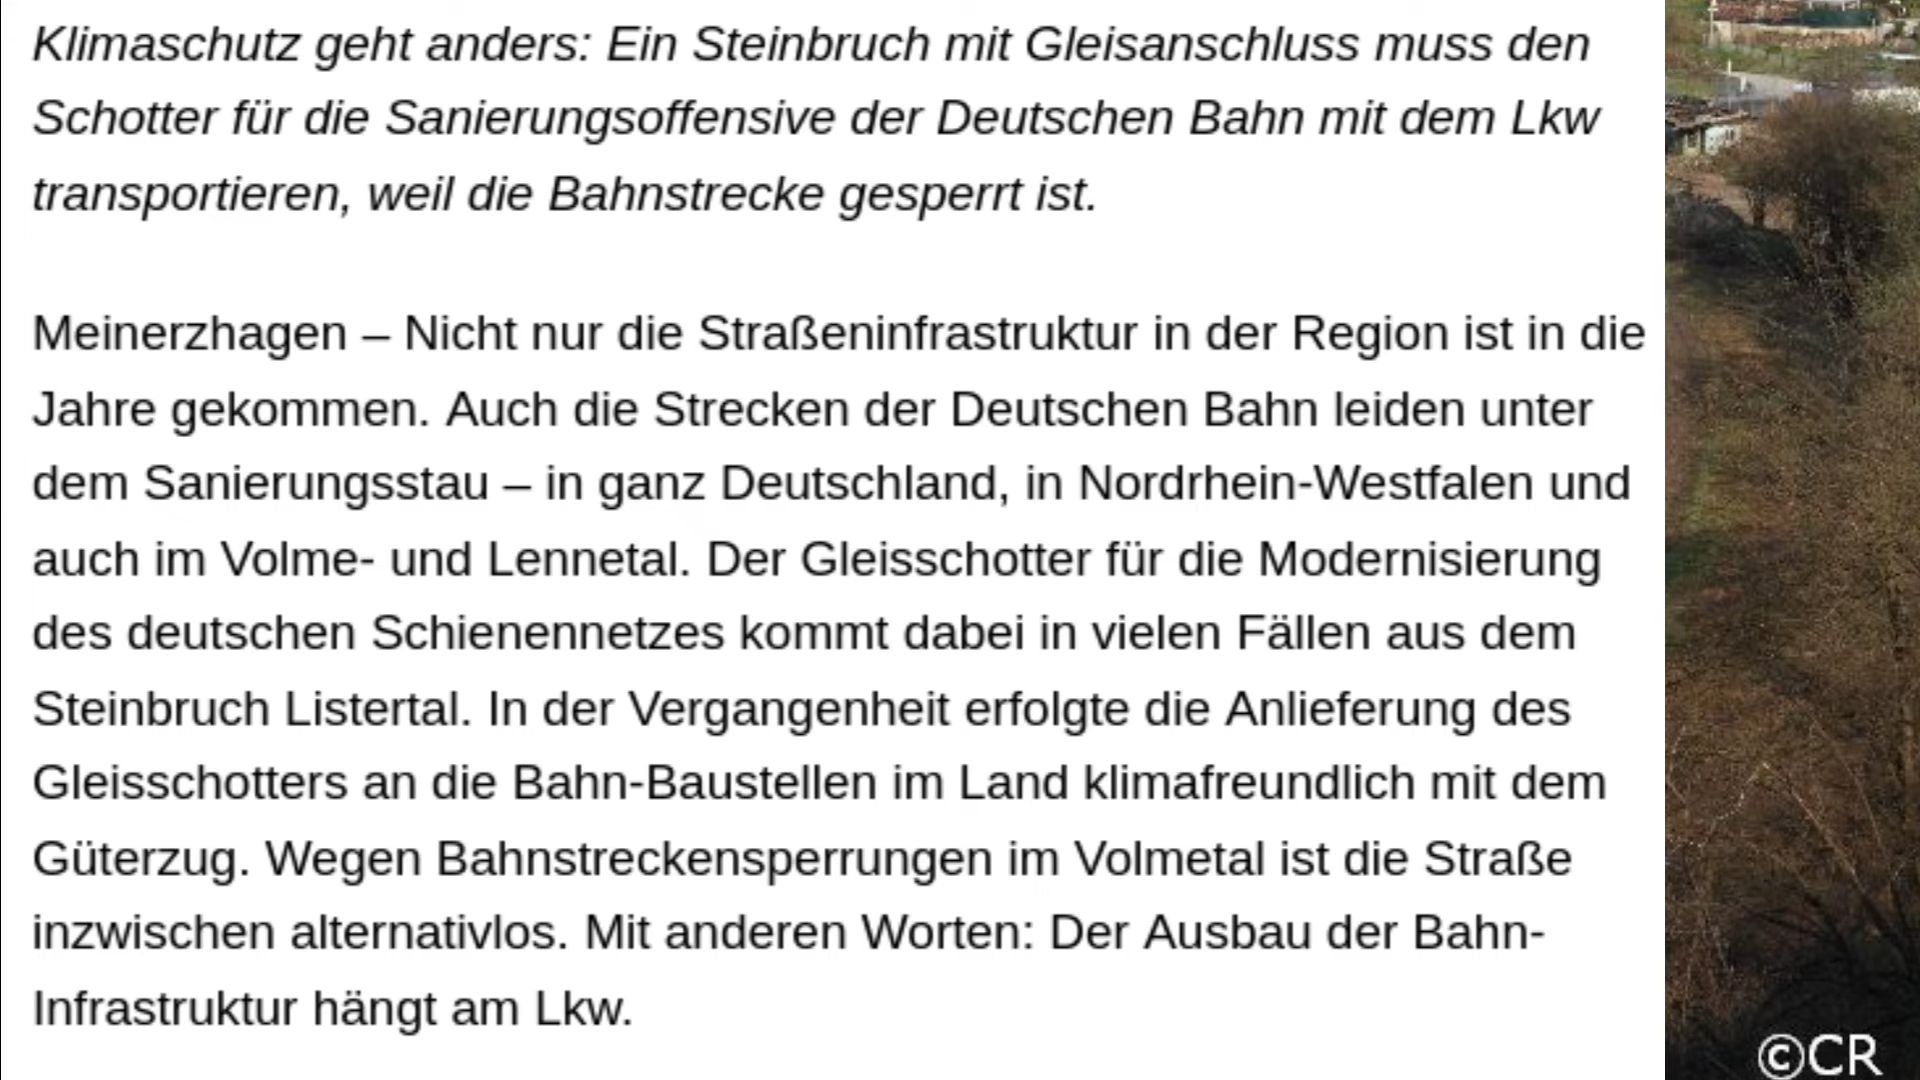 Klimaschutz geht anders: Ein Steinbruch mit Gleisanschluss muss den
Schotter für die Sanierungsoffensive der Deutschen Bahn mit dem Lkw
transportieren, weil die Bahnstrecke gesperrt ist.
Meinerzhagen – Nicht nur die Straßeninfrastruktur in der Region ist in die
Jahre gekommen. Auch die Strecken der Deutschen Bahn leiden unter
dem Sanierungsstau – in ganz Deutschland, in Nordrhein-Westfalen und
auch im Volme- und Lennetal. Der Gleisschotter für die Modernisierung
des deutschen Schienennetzes kommt dabei in vielen Fällen aus dem
Steinbruch Listertal. In der Vergangenheit erfolgte die Anlieferung des
Gleisschotters an die Bahn-Baustellen im Land klimafreundlich mit dem
Güterzug. Wegen Bahnstreckensperrungen im Volmetal ist die Straße
inzwischen alternativlos. Mit anderen Worten: Der Ausbau der Bahn-
Infrastruktur hängt am Lkw.
©CR